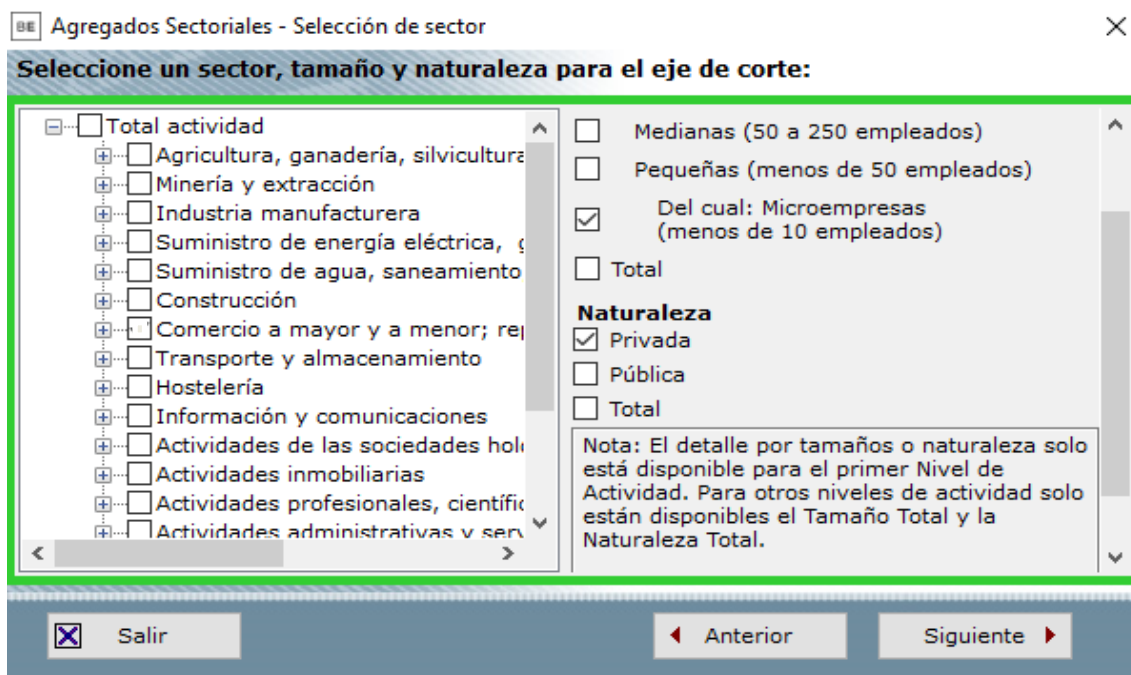 BE Agregados Sectoriales - Selección de sector
Seleccione un sector, tamaño y naturaleza para el eje de corte:
Total actividad
Agricultura, ganadería, silvicultura
Minería y extracción
Industria manufacturera
Suministro de energía eléctrica,
Suministro de agua, saneamiento
Construcción
Comercio a mayor y a menor; rep
Transporte y almacenamiento
Hostelería
Información y comunicaciones
Actividades de las sociedades hol
Actividades inmobiliarias
Actividades profesionales, científic
Actividades administrativas y serv
Medianas (50 a 250 empleados)
Pequeñas (menos de 50 empleados)
Del cual: Microempresas
(menos de 10 empleados)
Total
Naturaleza
Privada
Pública
Total
Nota: El detalle por tamaños o naturaleza solo
está disponible para el primer Nivel de
Actividad. Para otros niveles de actividad solo
están disponibles el Tamaño Total y la
Naturaleza Total.
Salir
Anterior
Siguiente